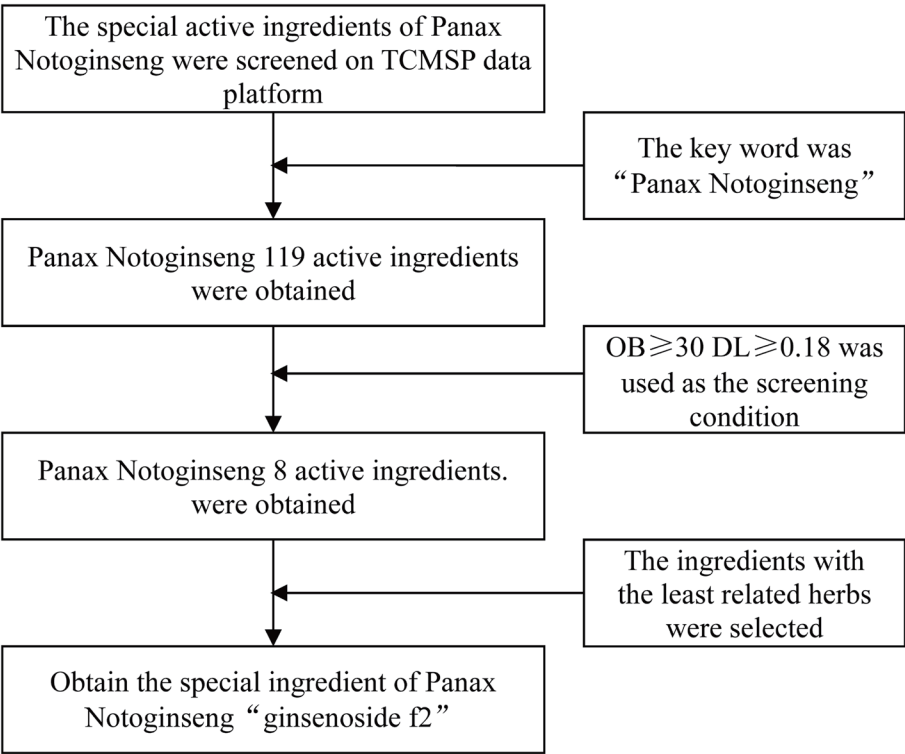 The special active ingredients of Panax
Notoginseng were screened on TCMSP data
platform
The key word was
“Panax Notoginseng”
Panax Notoginseng 119 active ingredients
were obtained
OB≥30 DL≥0.18 was
used as the screening
condition
Panax Notoginseng 8 active ingredients.
were obtained
The ingredients with
the least related herbs
were selected
Obtain the special ingredient of Panax
Notoginseng “ginsenoside f2”